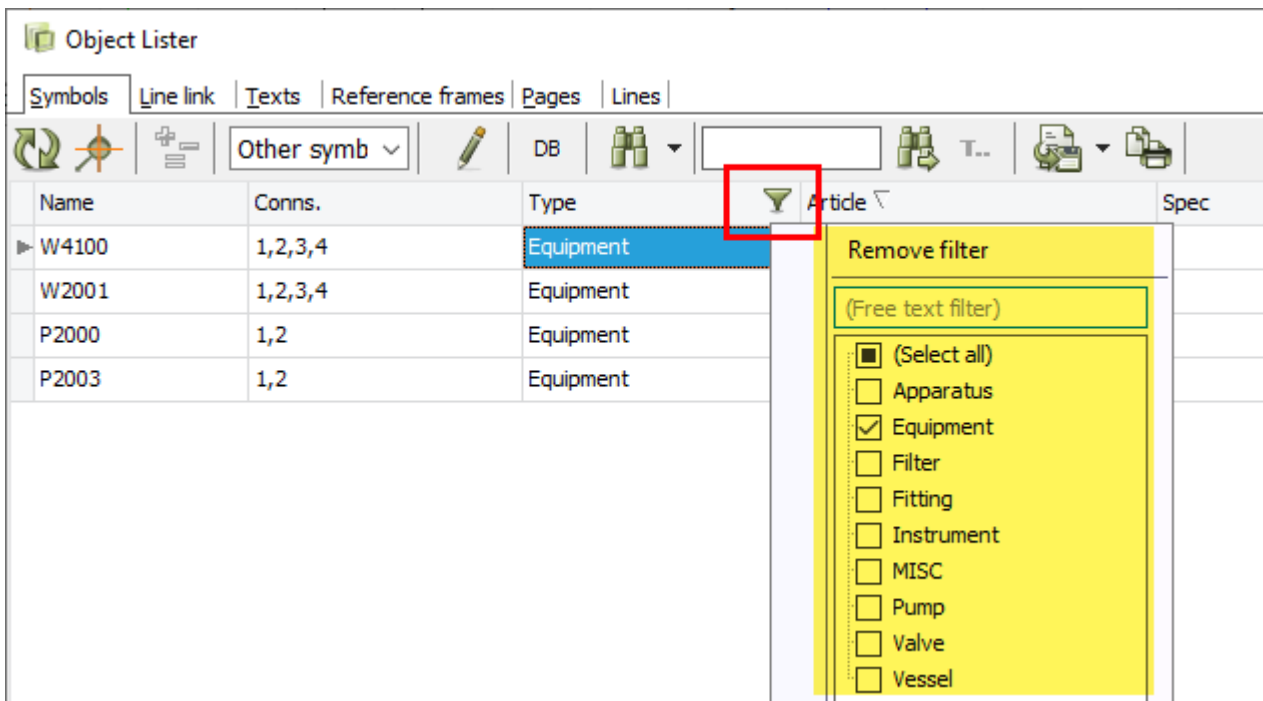 Object Lister
Symbols Line link Texts Reference frames Pages Lines
Other symb DB T..
Name Conns. Type Article Spec
W4100 1,2,3,4 Equipment
W2001 1,2,3,4 Equipment
P2000 1,2 Equipment
P2003 1,2 Equipment
Remove filter
(Free text filter)
(Select all)
Apparatus
Equipment
Filter
Fitting
Instrument
MISC
Pump
Valve
Vessel